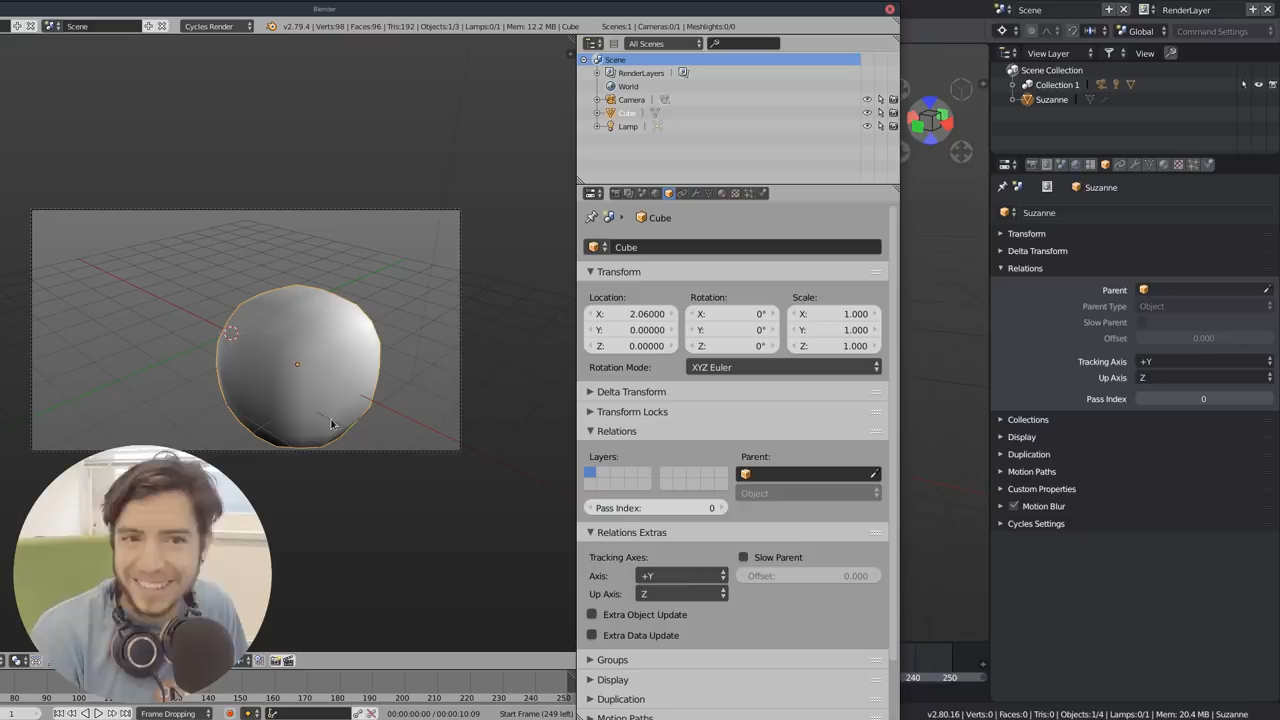 Blender
Scene
Cycles Render
v2.79.4 | Verts:98 | Faces:96 | Tris:192 | Objects:1/3 | Lamps:0/1 | Mem: 12.2 MB | Cube
Scenes:1 | Cameras:0/1 | Meshlights:0/0
All Scenes
Scene
RenderLayers
World
Camera
Cube
Lamp
Cube
Cube
Transform
Location:
Rotation:
Scale:
X: 2.06000
X: 0°
X: 1.000
Y: 0.00000
Y: 0°
Y: 1.000
Z: 0.00000
Z: 0°
Z: 1.000
Rotation Mode:
XYZ Euler
Delta Transform
Transform Locks
Relations
Layers:
Parent:
Object
Pass Index: 0
Relations Extras
Tracking Axes:
Slow Parent
Axis: +Y
Offset: 0.000
Up Axis: Z
Extra Object Update
Extra Data Update
Groups
Display
Duplication
Motion Paths
80 90 100 110 120 130 140 150 160 170 180 190 200 210 220 230 240 250
1
Frame Dropping
00:00:00:00 / 00:00:10:09
Start Frame (249 left)
Scene
RenderLayer
Global
Command Settings
View Layer
View
Scene Collection
Collection 1
Suzanne
Suzanne
Suzanne
Transform
Delta Transform
Relations
Parent
Parent Type Object
Slow Parent
Offset 0.000
Tracking Axis +Y
Up Axis Z
Pass Index 0
Collections
Display
Duplication
Motion Paths
Custom Properties
Motion Blur
Cycles Settings
240 250
v2.80.16 | Verts:0 | Faces:0 | Tris:0 | Objects:1/4 | Lamps:0/1 | Mem: 20.4 MB | Suzanne